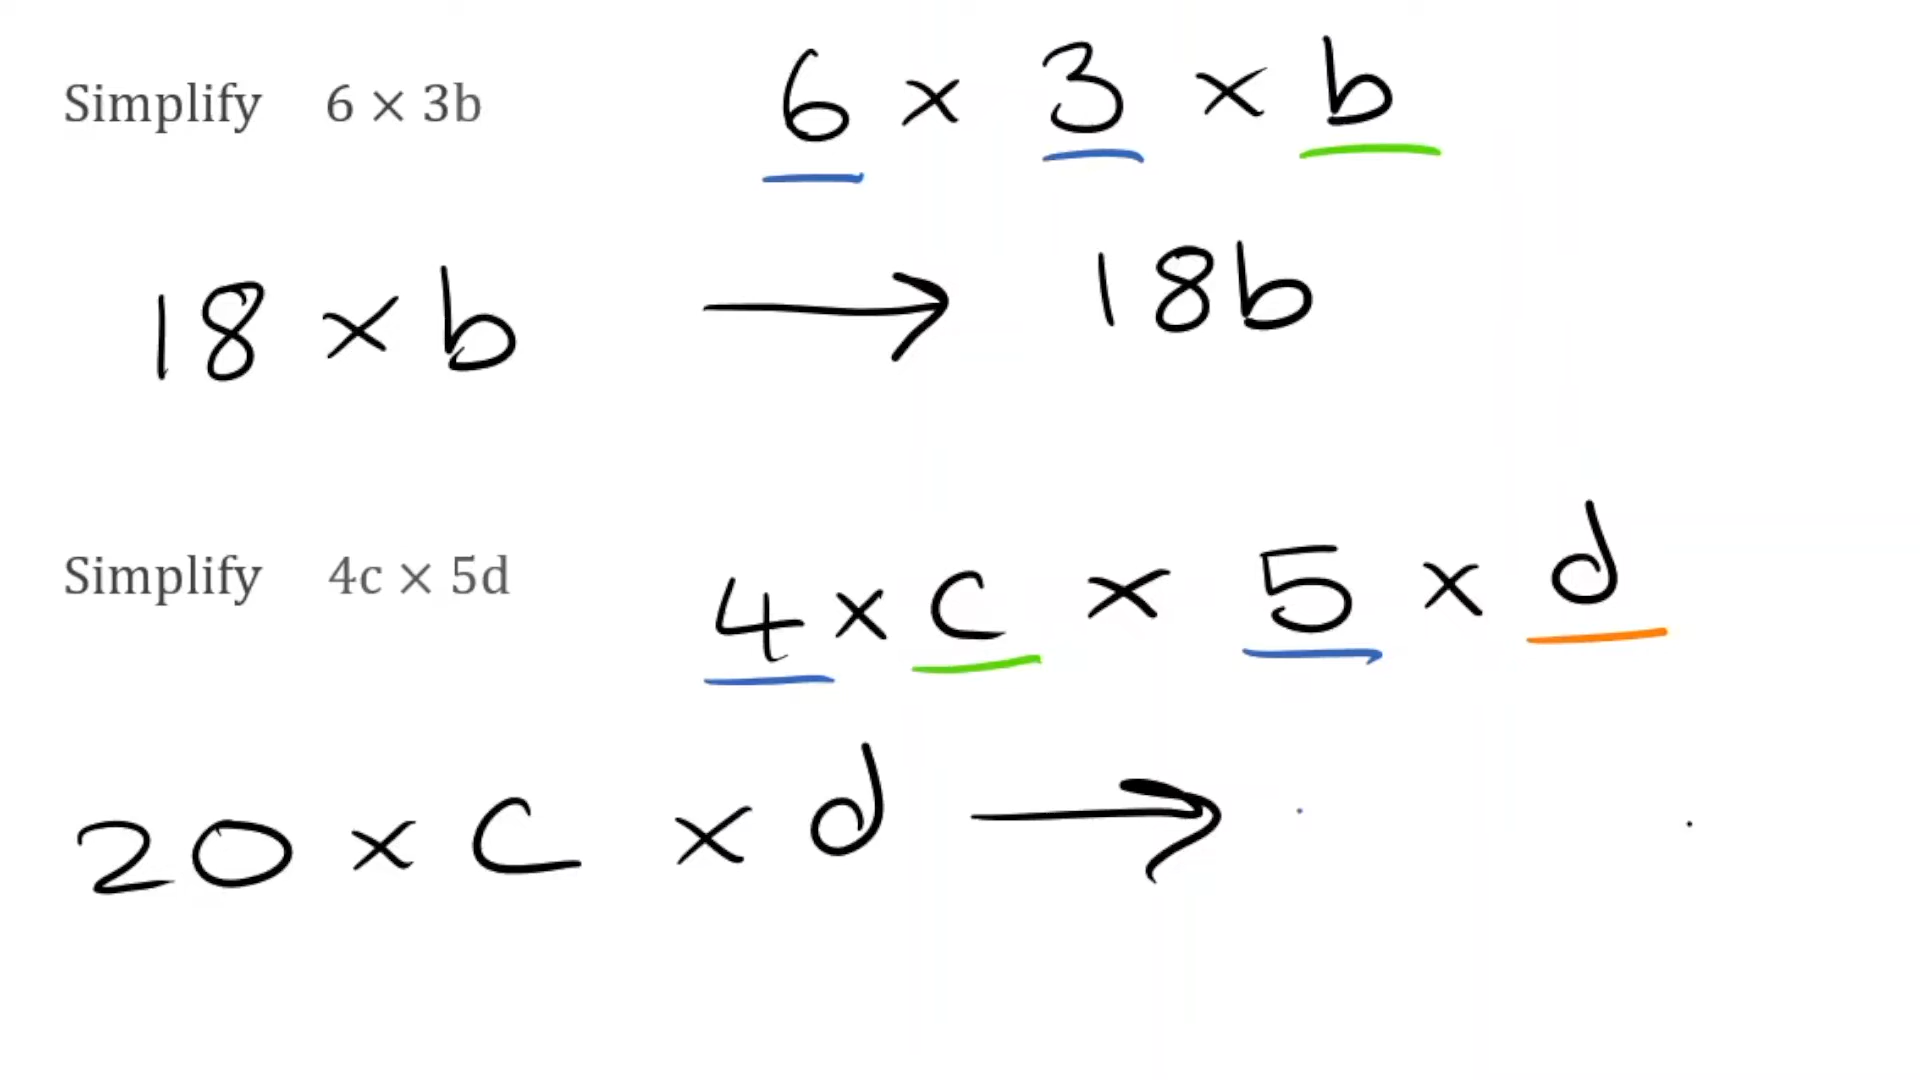 Simplify 6 × 3b 6 × 3 × b
18 × b → 18b
Simplify 4c × 5d 4 × c × 5 × d
20 × c × d →